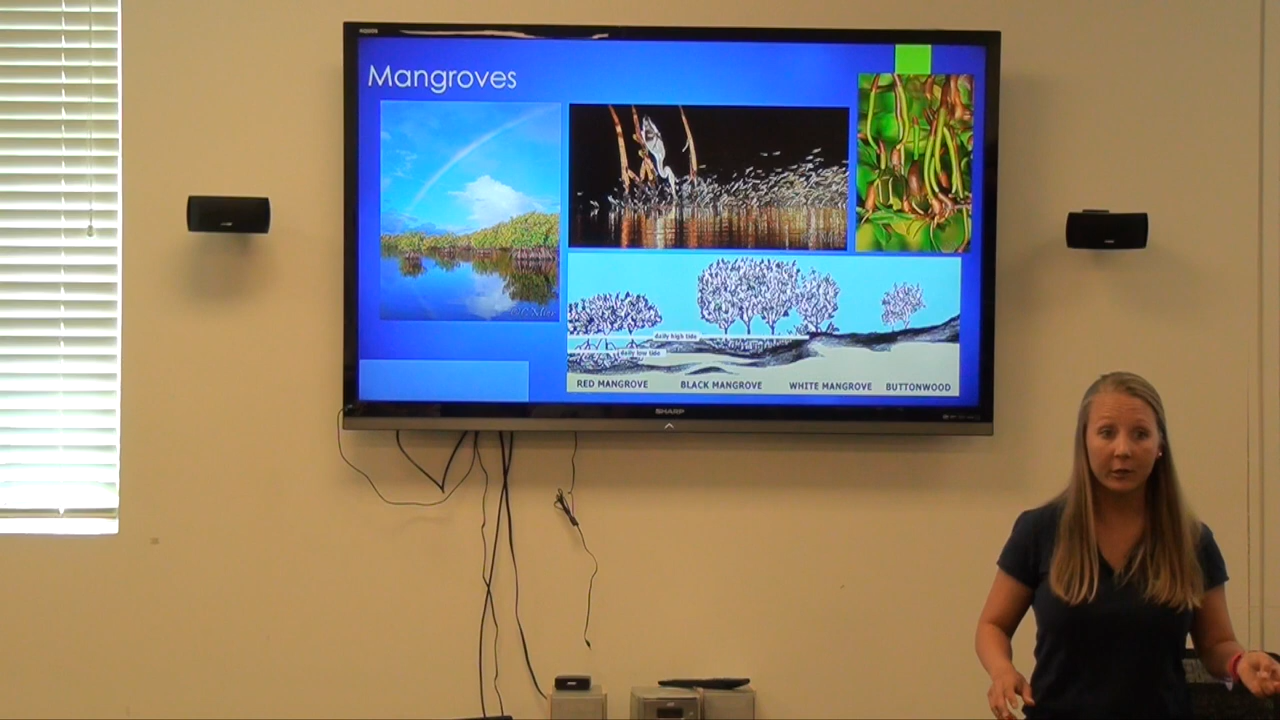 Mangroves
daily high tide
daily low tide
RED MANGROVE
BLACK MANGROVE
WHITE MANGROVE
BUTTONWOOD
SHARP